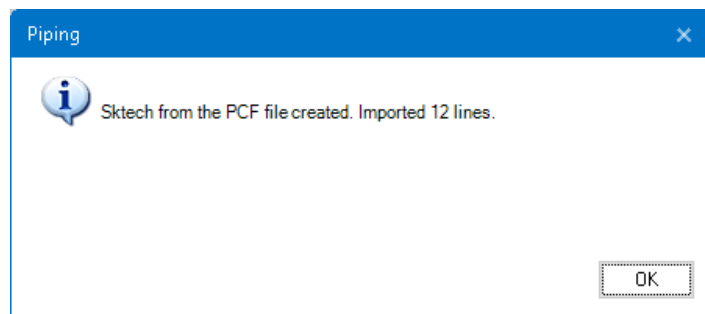 Piping
Sktech from the PCF file created. Imported 12 lines.
OK